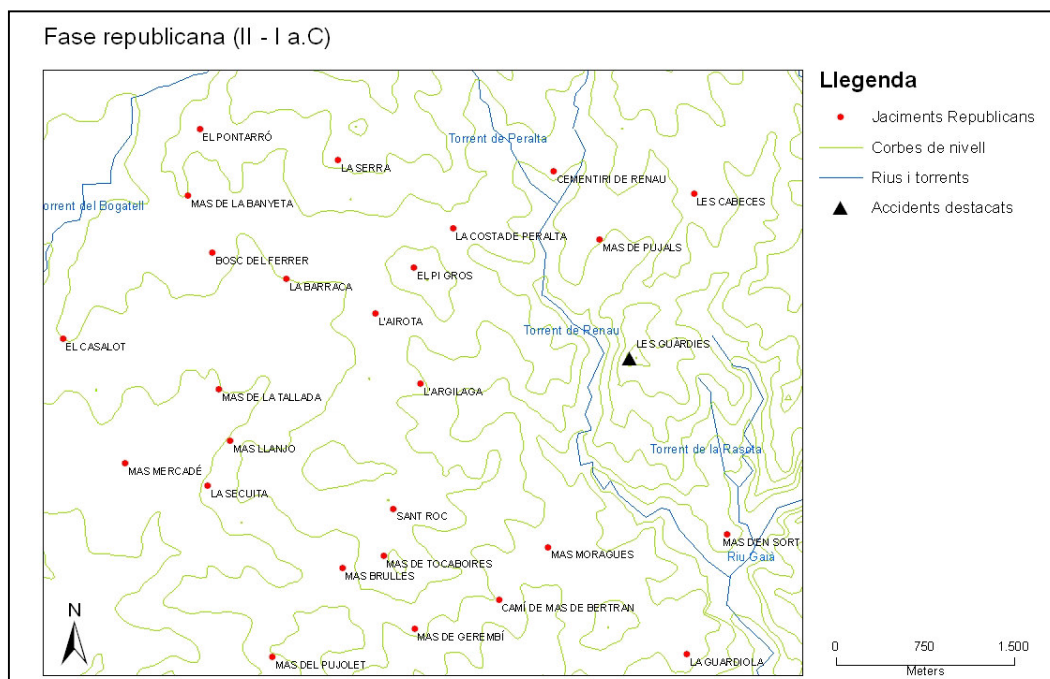 Fase republicana (II - I a.C)
Llegenda
Jaciments Republicans
Corbes de nivell
Rius i torrents
Accidents destacats
EL PONTARRÓ
Torrent de Peralta
LA SERRA
CEMENTIRI DE RENAU
MAS DE LA BANYETA
LES CABECES
orrent del Bogatell
LA COSTA DE PERALTA
MAS DE PUJALS
BOSC DEL FERRER
EL PI GROS
LA BARRACA
L'AIROTA
Torrent de Renau
EL CASALOT
LES GUÀRDIES
L'ARGILAGA
MAS DE LA TALLADA
MAS LLANJO
Torrent de la Rasota
MAS MERCADÉ
LA SECUITA
SANT ROC
MAS D'EN SORT
MAS MORAGUES
Riu Gaià
MAS DE TOCABOIRES
MAS BRULLES
CAMÍ DE MAS DE BERTRAN
N
MAS DE GEREMBÍ
MAS DEL PUJOLET
LA GUARDIOLA
0 750 1.500
Meters